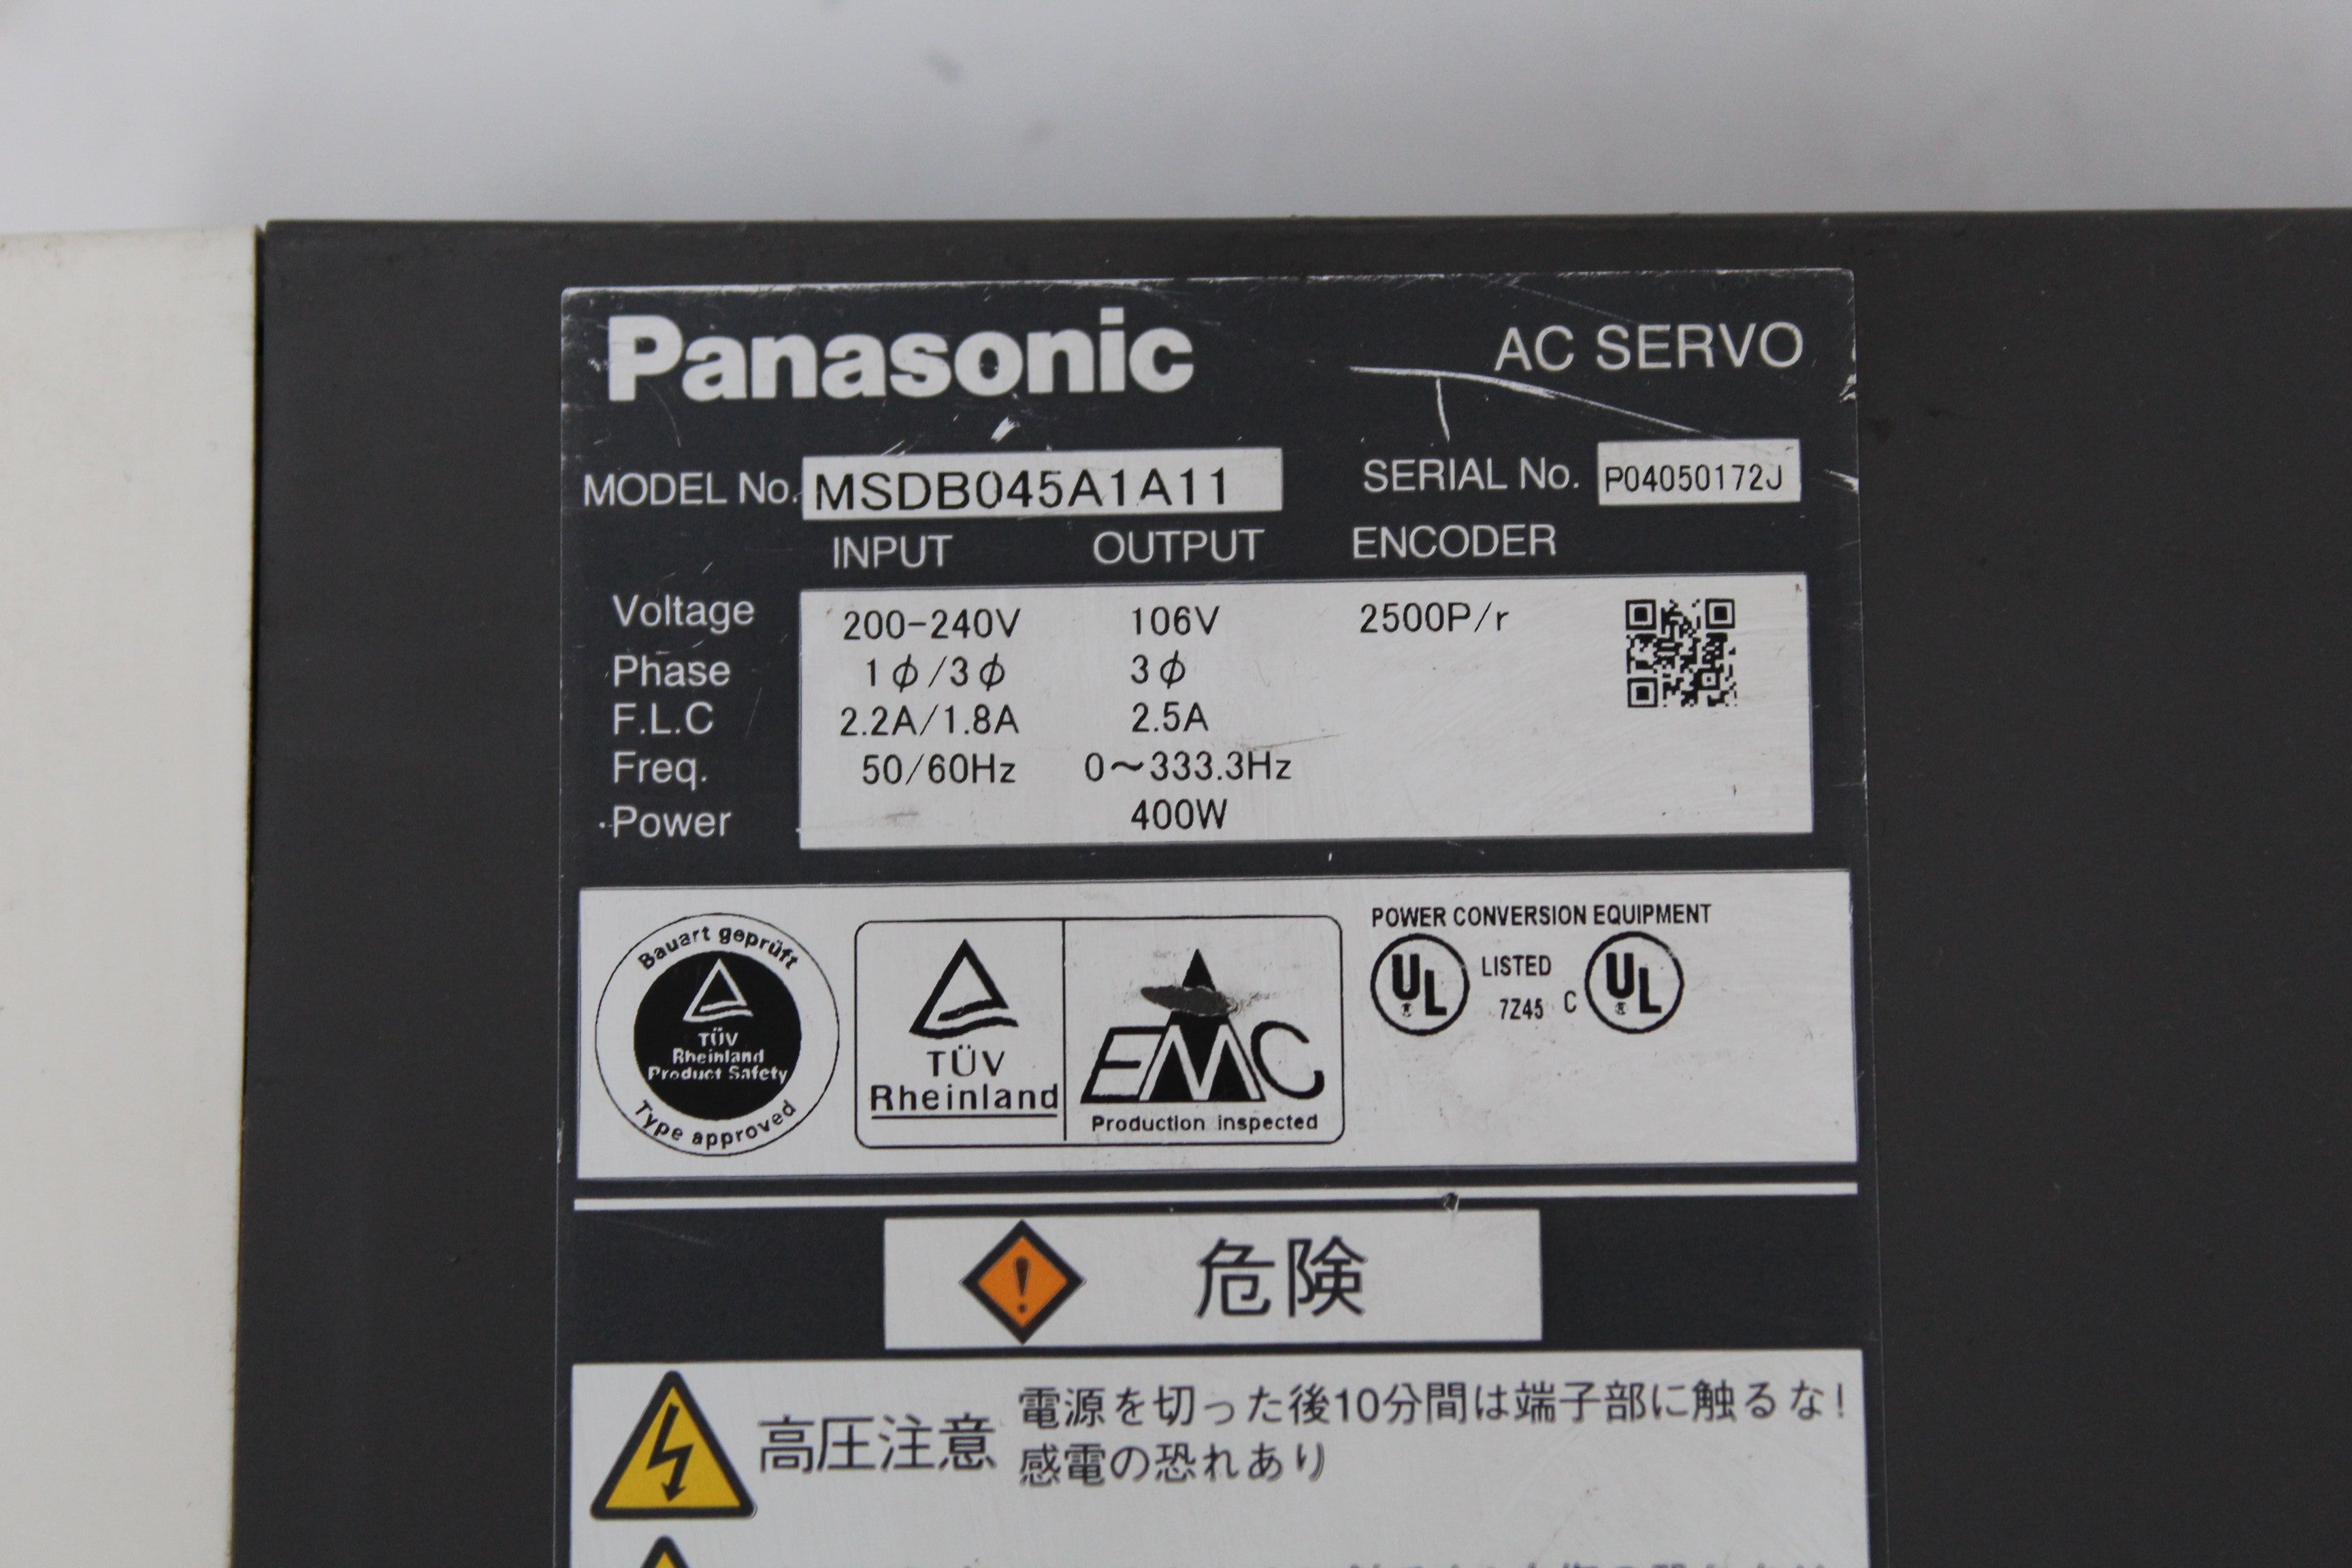 Panasonic AC SERVO
MODEL No. MSDB045A1A11 SERIAL No. P04050172J
INPUT OUTPUT ENCODER
Voltage 200-240V 106V 2500P/r
Phase 1φ/3φ 3φ
F.L.C 2.2A/1.8A 2.5A
Freq. 50/60Hz 0～333.3Hz
Power 400W
Bauart geprüft
TÜV
Rheinland
Product Safety
Type approved
TÜV
Rheinland
EMC
Production inspected
POWER CONVERSION EQUIPMENT
UL LISTED C UL
7Z45
! 危険
高圧注意
電源を切った後10分間は端子部に触るな!
感電の恐れあり